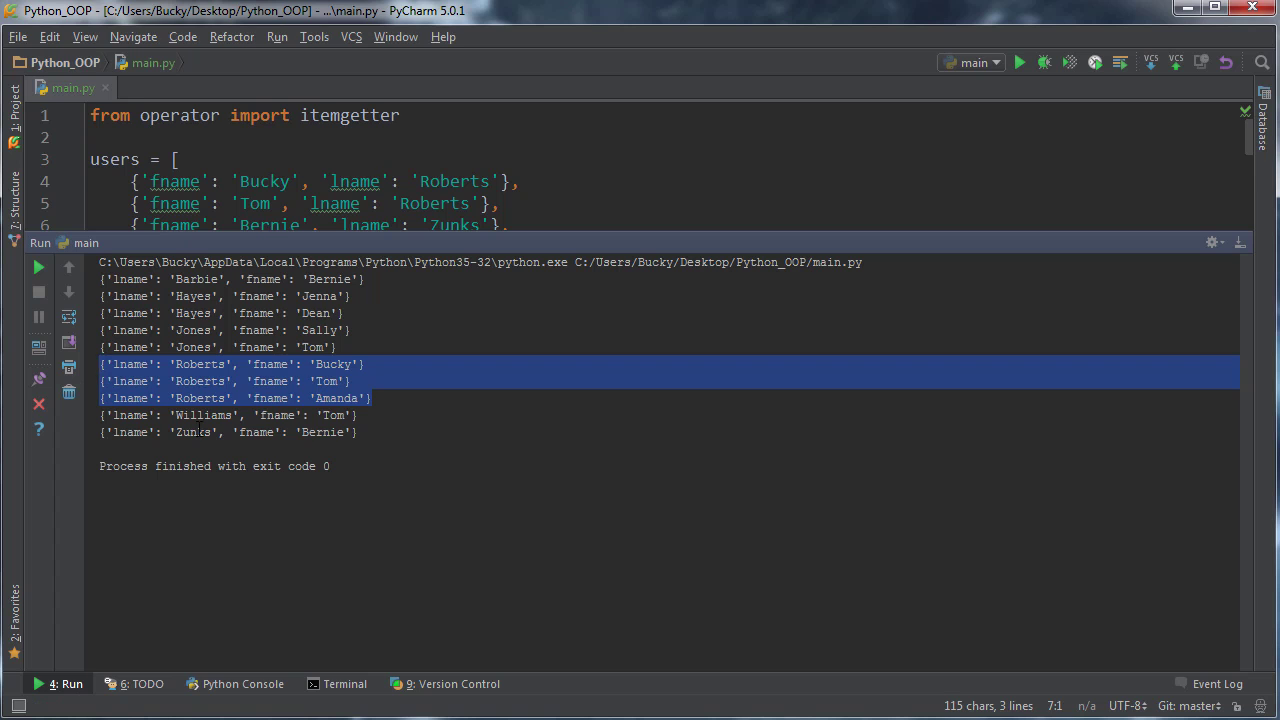 Python_OOP - [C:/Users/Bucky/Desktop/Python_OOP] - ...\main.py - PyCharm 5.0.1
File Edit View Navigate Code Refactor Run Tools VCS Window Help
Python_OOP main.py main VCS VCS
main.py
1: Project
7: Structure
2: Favorites
Database
1 from operator import itemgetter
2
3 users = [
4 {'fname': 'Bucky', 'lname': 'Roberts'},
5 {'fname': 'Tom', 'lname': 'Roberts'},
6 {'fname': 'Bernie', 'lname': 'Zunks'},
Run main
C:\Users\Bucky\AppData\Local\Programs\Python\Python35-32\python.exe C:/Users/Bucky/Desktop/Python_OOP/main.py
{'lname': 'Barbie', 'fname': 'Bernie'}
{'lname': 'Hayes', 'fname': 'Jenna'}
{'lname': 'Hayes', 'fname': 'Dean'}
{'lname': 'Jones', 'fname': 'Sally'}
{'lname': 'Jones', 'fname': 'Tom'}
{'lname': 'Roberts', 'fname': 'Bucky'}
{'lname': 'Roberts', 'fname': 'Tom'}
{'lname': 'Roberts', 'fname': 'Amanda'}
{'lname': 'Williams', 'fname': 'Tom'}
{'lname': 'Zunks', 'fname': 'Bernie'}
Process finished with exit code 0
4: Run 6: TODO Python Console Terminal 9: Version Control Event Log
115 chars, 3 lines 7:1 n/a UTF-8 Git: master